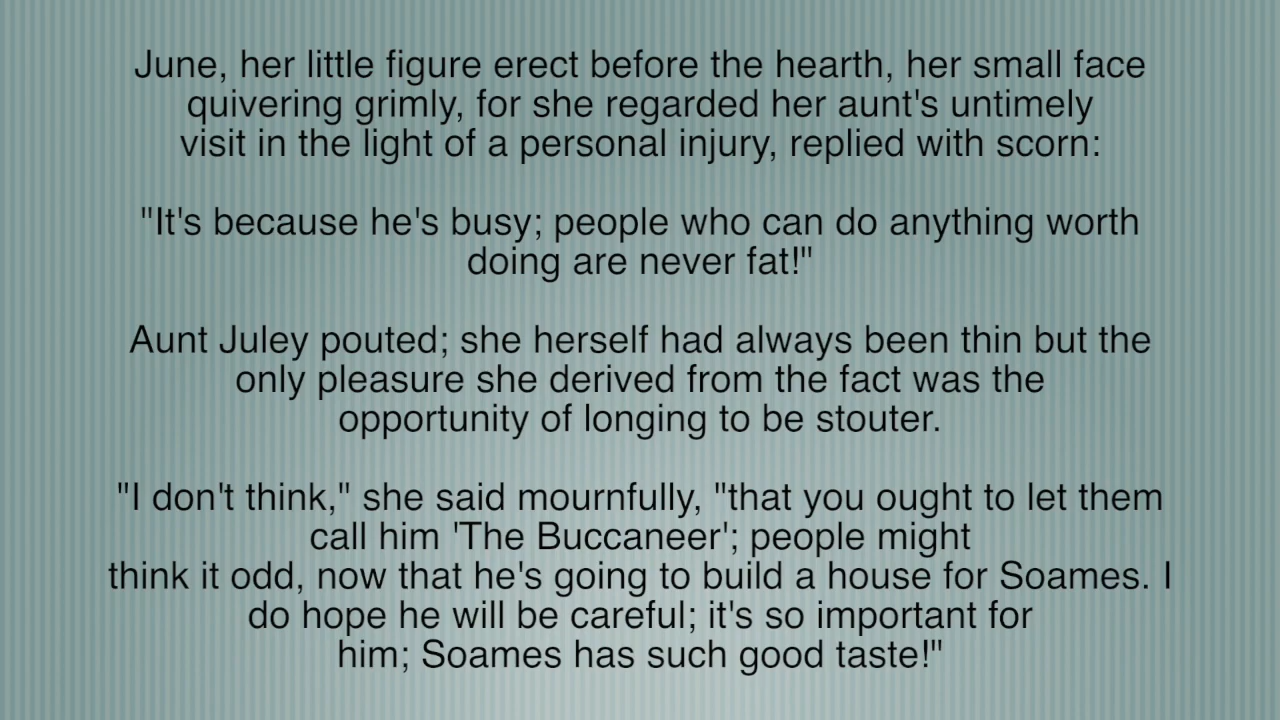 June, her little figure erect before the hearth, her small face
quivering grimly, for she regarded her aunt's untimely
visit in the light of a personal injury, replied with scorn:
"It's because he's busy; people who can do anything worth
doing are never fat!"
Aunt Juley pouted; she herself had always been thin but the
only pleasure she derived from the fact was the
opportunity of longing to be stouter.
"I don't think," she said mournfully, "that you ought to let them
call him 'The Buccaneer'; people might
think it odd, now that he's going to build a house for Soames. I
do hope he will be careful; it's so important for
him; Soames has such good taste!"